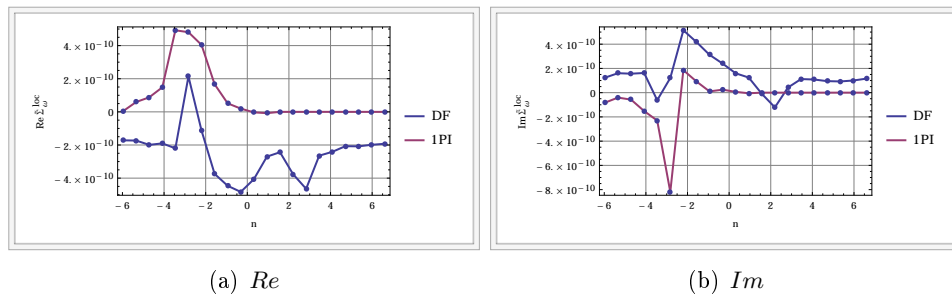 4. × 10⁻¹⁰
2. × 10⁻¹⁰
0
−2. × 10⁻¹⁰
−4. × 10⁻¹⁰
−6 −4 −2 0 2 4 6
n
Re Σ̃ loc ω
DF
1PI
4. × 10⁻¹⁰
2. × 10⁻¹⁰
0
−2. × 10⁻¹⁰
−4. × 10⁻¹⁰
−6. × 10⁻¹⁰
−8. × 10⁻¹⁰
−6 −4 −2 0 2 4 6
n
Im Σ̃ loc ω
DF
1PI
(a) Re
(b) Im